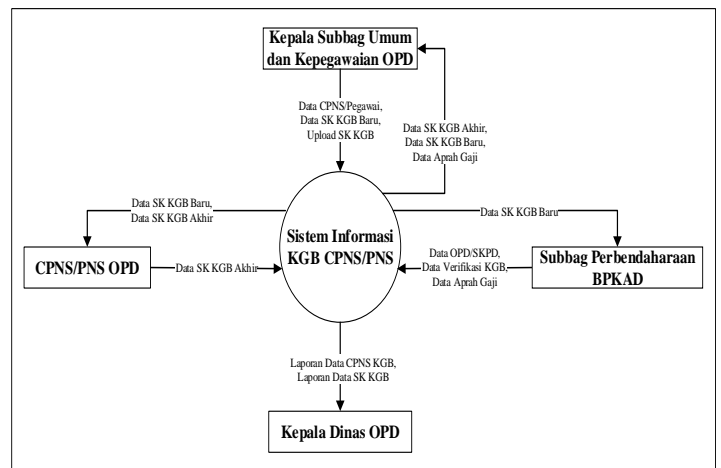 Kepala Subbag Umum
dan Kepegawaian OPD
Data CPNS/Pegawai,
Data SK KGB Baru,
Upload SK KGB
Data SK KGB Akhir,
Data SK KGB Baru,
Data Aprah Gaji
Data SK KGB Baru,
Data SK KGB Akhir
Data SK KGB Baru
Sistem Informasi
KGB CPNS/PNS
CPNS/PNS OPD
Data SK KGB Akhir
Data OPD/SKPD,
Data Verifikasi KGB,
Data Aprah Gaji
Subbag Perbendaharaan
BPKAD
Laporan Data CPNS KGB,
Laporan Data SK KGB
Kepala Dinas OPD